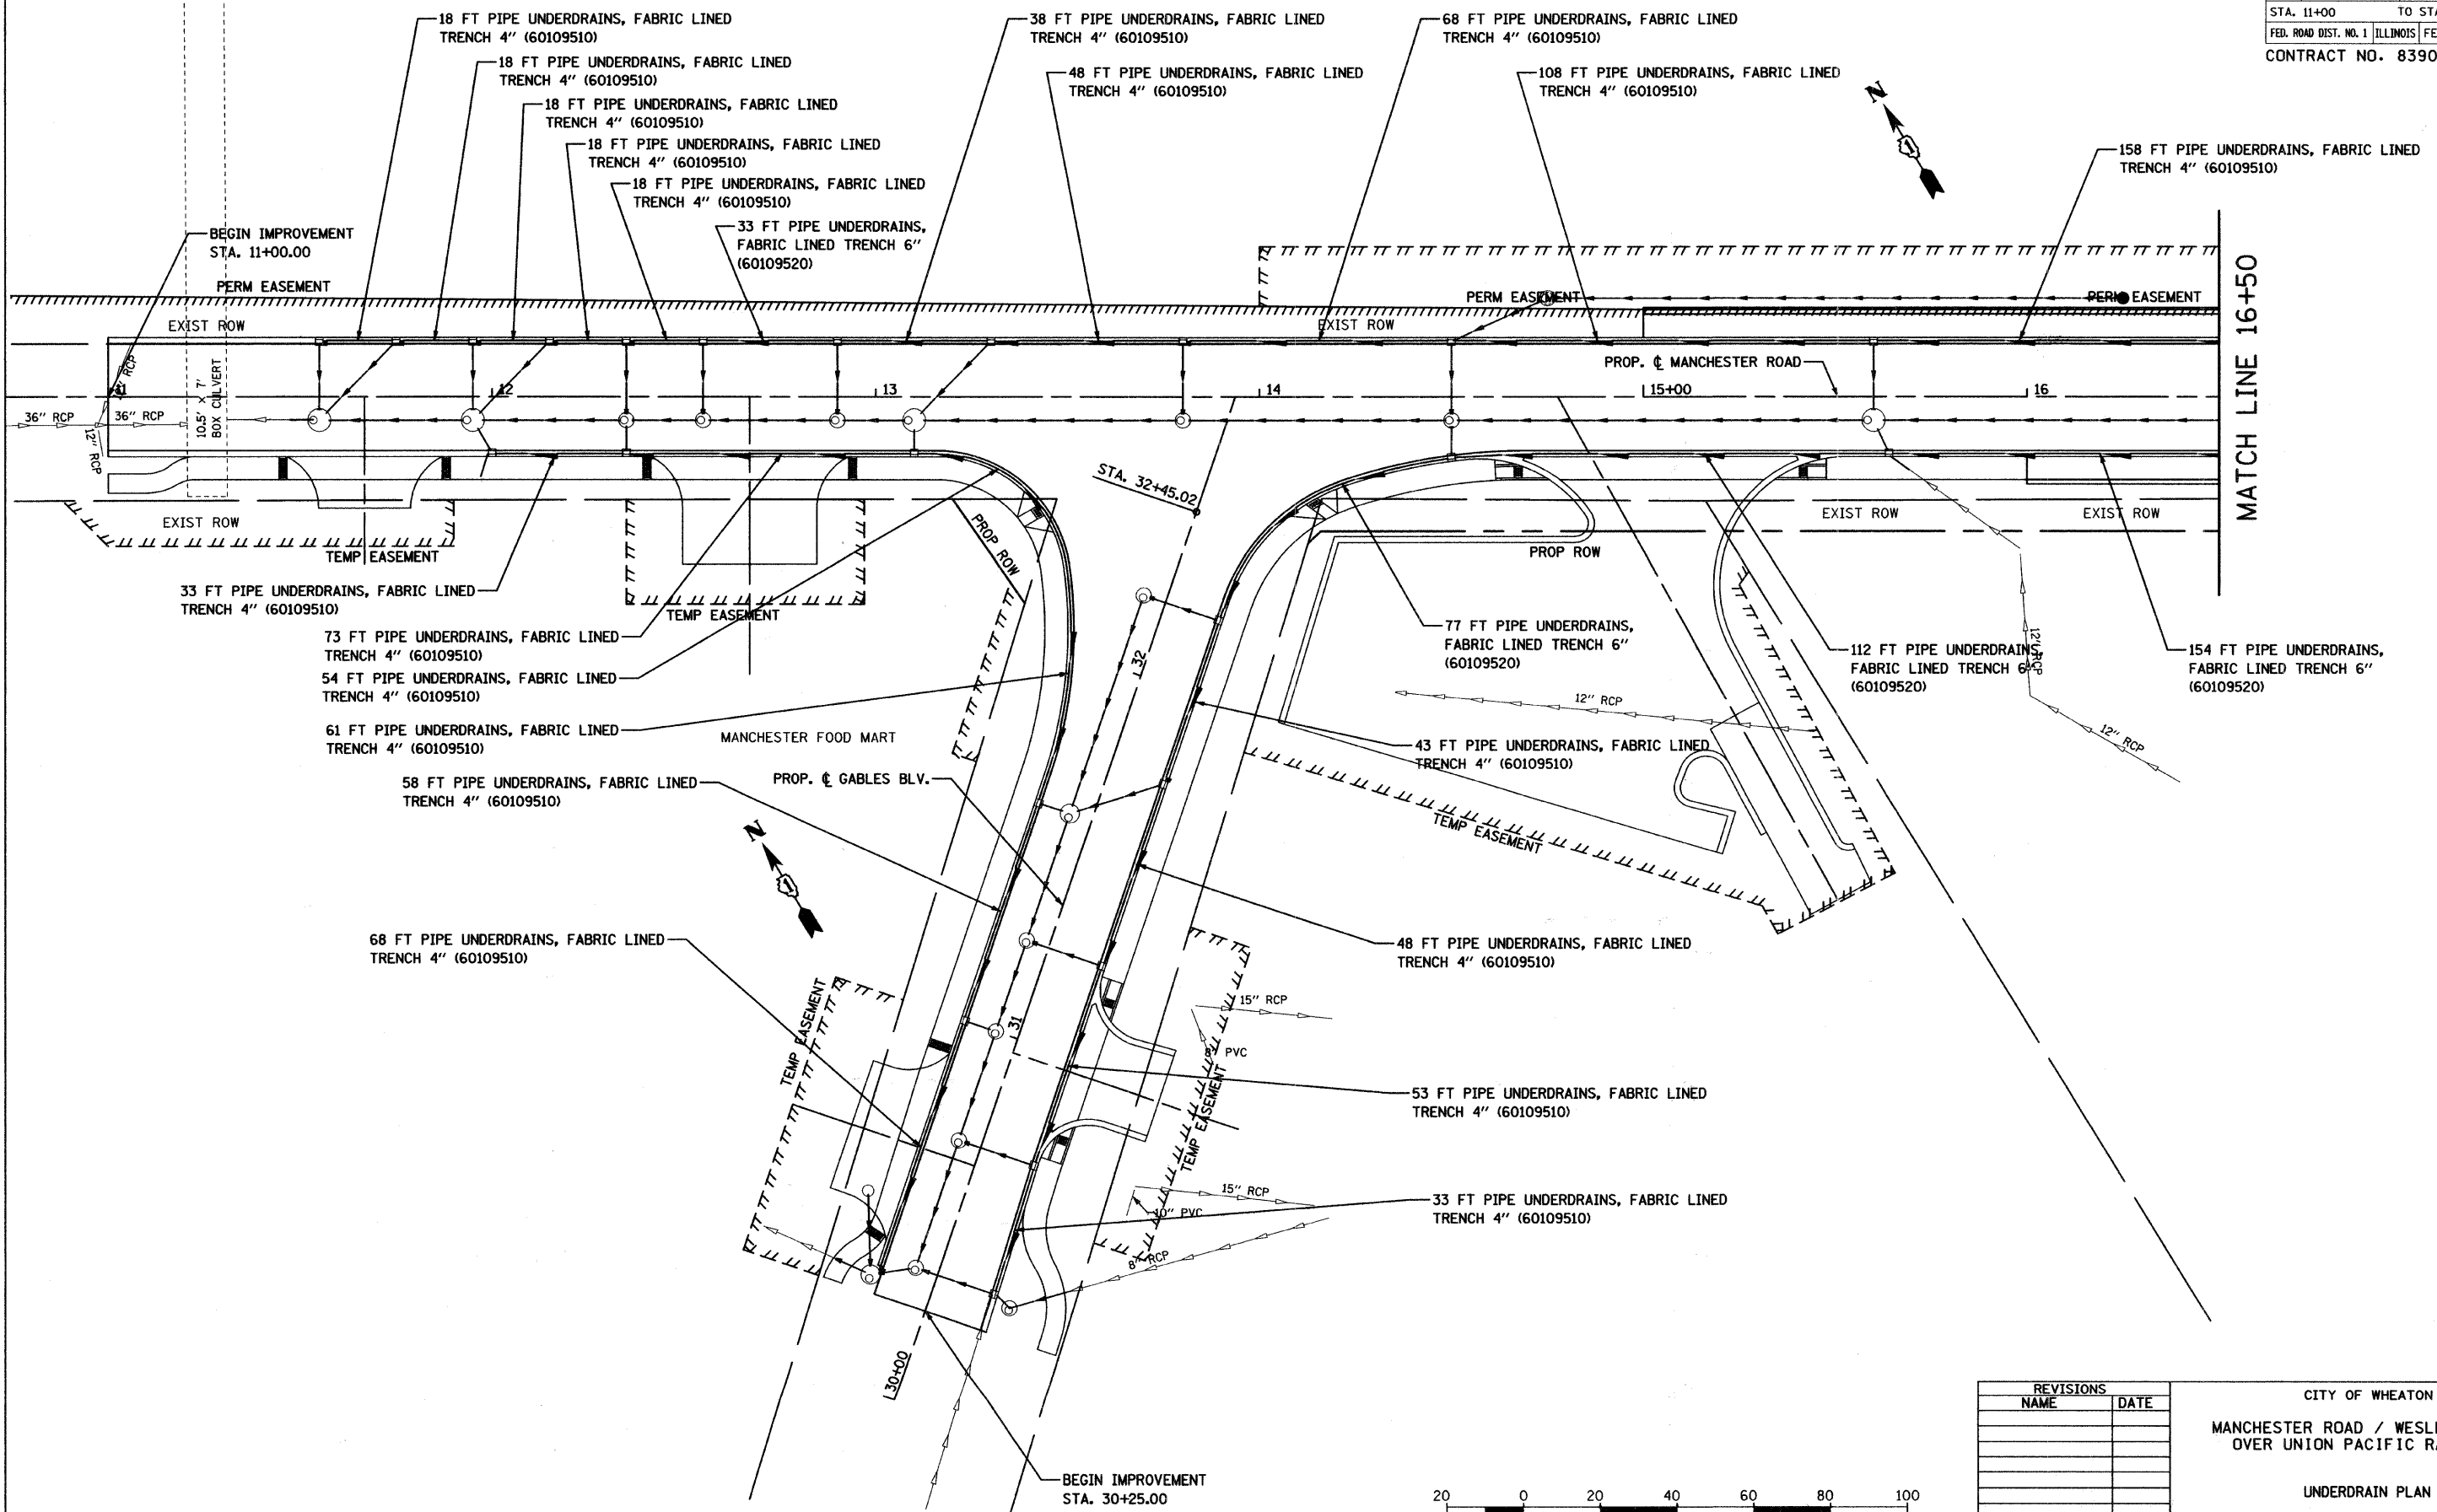 18 FT PIPE UNDERDRAINS, FABRIC LINED
TRENCH 4" (60109510)
18 FT PIPE UNDERDRAINS, FABRIC LINED
TRENCH 4" (60109510)
18 FT PIPE UNDERDRAINS, FABRIC LINED
TRENCH 4" (60109510)
18 FT PIPE UNDERDRAINS, FABRIC LINED
TRENCH 4" (60109510)
18 FT PIPE UNDERDRAINS, FABRIC LINED
TRENCH 4" (60109510)
33 FT PIPE UNDERDRAINS,
FABRIC LINED TRENCH 6"
(60109520)
38 FT PIPE UNDERDRAINS, FABRIC LINED
TRENCH 4" (60109510)
48 FT PIPE UNDERDRAINS, FABRIC LINED
TRENCH 4" (60109510)
68 FT PIPE UNDERDRAINS, FABRIC LINED
TRENCH 4" (60109510)
108 FT PIPE UNDERDRAINS, FABRIC LINED
TRENCH 4" (60109510)
158 FT PIPE UNDERDRAINS, FABRIC LINED
TRENCH 4" (60109510)
STA. 11+00 TO STA
FED. ROAD DIST. NO. 1 ILLINOIS FE
CONTRACT NO. 8390
N
1
BEGIN IMPROVEMENT
STA. 11+00.00
PERM EASEMENT
PERM EASEMENT
PERM EASEMENT
EXIST ROW
EXIST ROW
PROP. ℄ MANCHESTER ROAD
MATCH LINE 16+50
11
12
13
14
15+00
16
RCP
36" RCP
36" RCP
12" RCP
10.5' X 7'
BOX CULVERT
STA. 32+45.02
EXIST ROW
TEMP EASEMENT
PROP ROW
EXIST ROW
EXIST ROW
PROP ROW
TEMP EASEMENT
33 FT PIPE UNDERDRAINS, FABRIC LINED
TRENCH 4" (60109510)
73 FT PIPE UNDERDRAINS, FABRIC LINED
TRENCH 4" (60109510)
54 FT PIPE UNDERDRAINS, FABRIC LINED
TRENCH 4" (60109510)
61 FT PIPE UNDERDRAINS, FABRIC LINED
TRENCH 4" (60109510)
MANCHESTER FOOD MART
58 FT PIPE UNDERDRAINS, FABRIC LINED
TRENCH 4" (60109510)
PROP. ℄ GABLES BLV.
32
77 FT PIPE UNDERDRAINS,
FABRIC LINED TRENCH 6"
(60109520)
112 FT PIPE UNDERDRAINS,
FABRIC LINED TRENCH 6"
(60109520)
12" RCP
154 FT PIPE UNDERDRAINS,
FABRIC LINED TRENCH 6"
(60109520)
12" RCP
12" RCP
43 FT PIPE UNDERDRAINS, FABRIC LINED
TRENCH 4" (60109510)
TEMP EASEMENT
N
1
68 FT PIPE UNDERDRAINS, FABRIC LINED
TRENCH 4" (60109510)
48 FT PIPE UNDERDRAINS, FABRIC LINED
TRENCH 4" (60109510)
TEMP EASEMENT
31
15" RCP
8" PVC
TEMP EASEMENT
53 FT PIPE UNDERDRAINS, FABRIC LINED
TRENCH 4" (60109510)
15" RCP
10" PVC
33 FT PIPE UNDERDRAINS, FABRIC LINED
TRENCH 4" (60109510)
8" RCP
30+00
BEGIN IMPROVEMENT
STA. 30+25.00
20 0 20 40 60 80 100
REVISIONS
NAME DATE
CITY OF WHEATON
MANCHESTER ROAD / WESL
OVER UNION PACIFIC RA
UNDERDRAIN PLAN